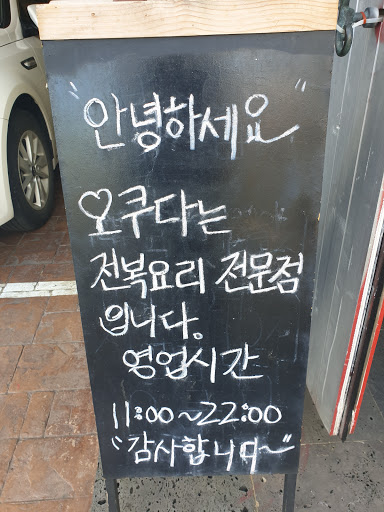 "안녕하세요"
♡오쿠다는
전복요리 전문점
입니다.
영업시간
11:00~22:00
"감사합니다~"